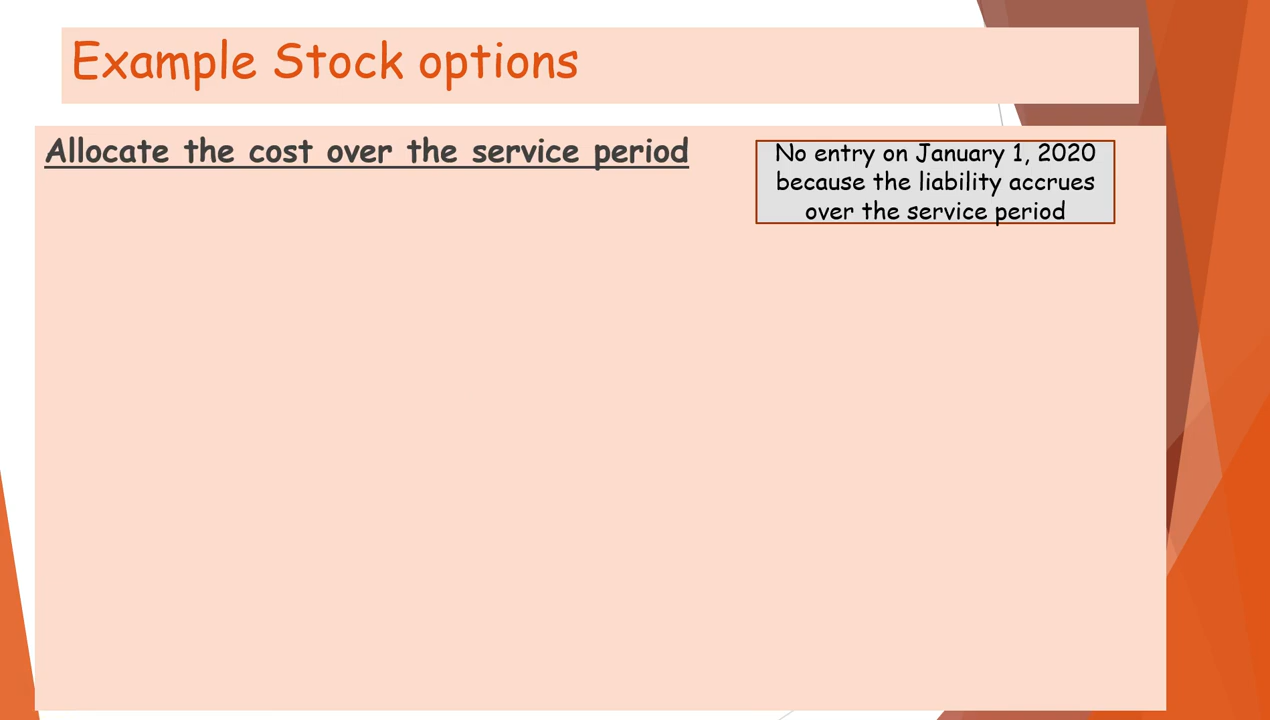 Example Stock options
Allocate the cost over the service period
No entry on January 1, 2020
because the liability accrues
over the service period